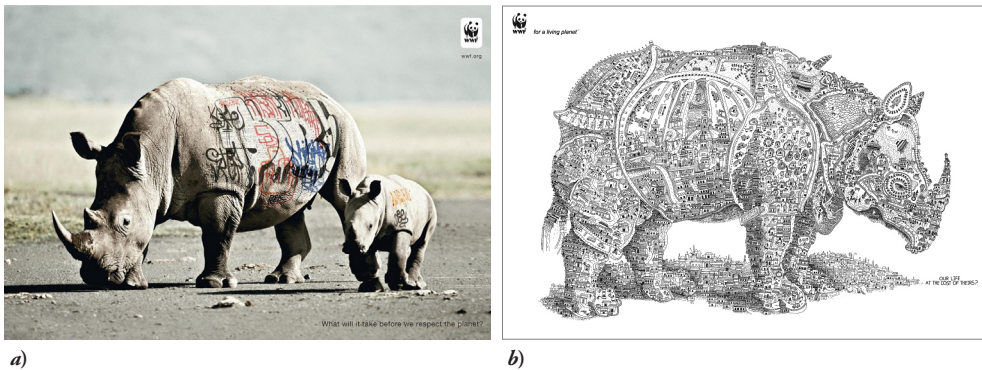 WWF
wwf.org
What will it take before we respect the planet?
WWF
for a living planet®
OUR LIFE
AT THE COST OF THEIRS?
a)
b)